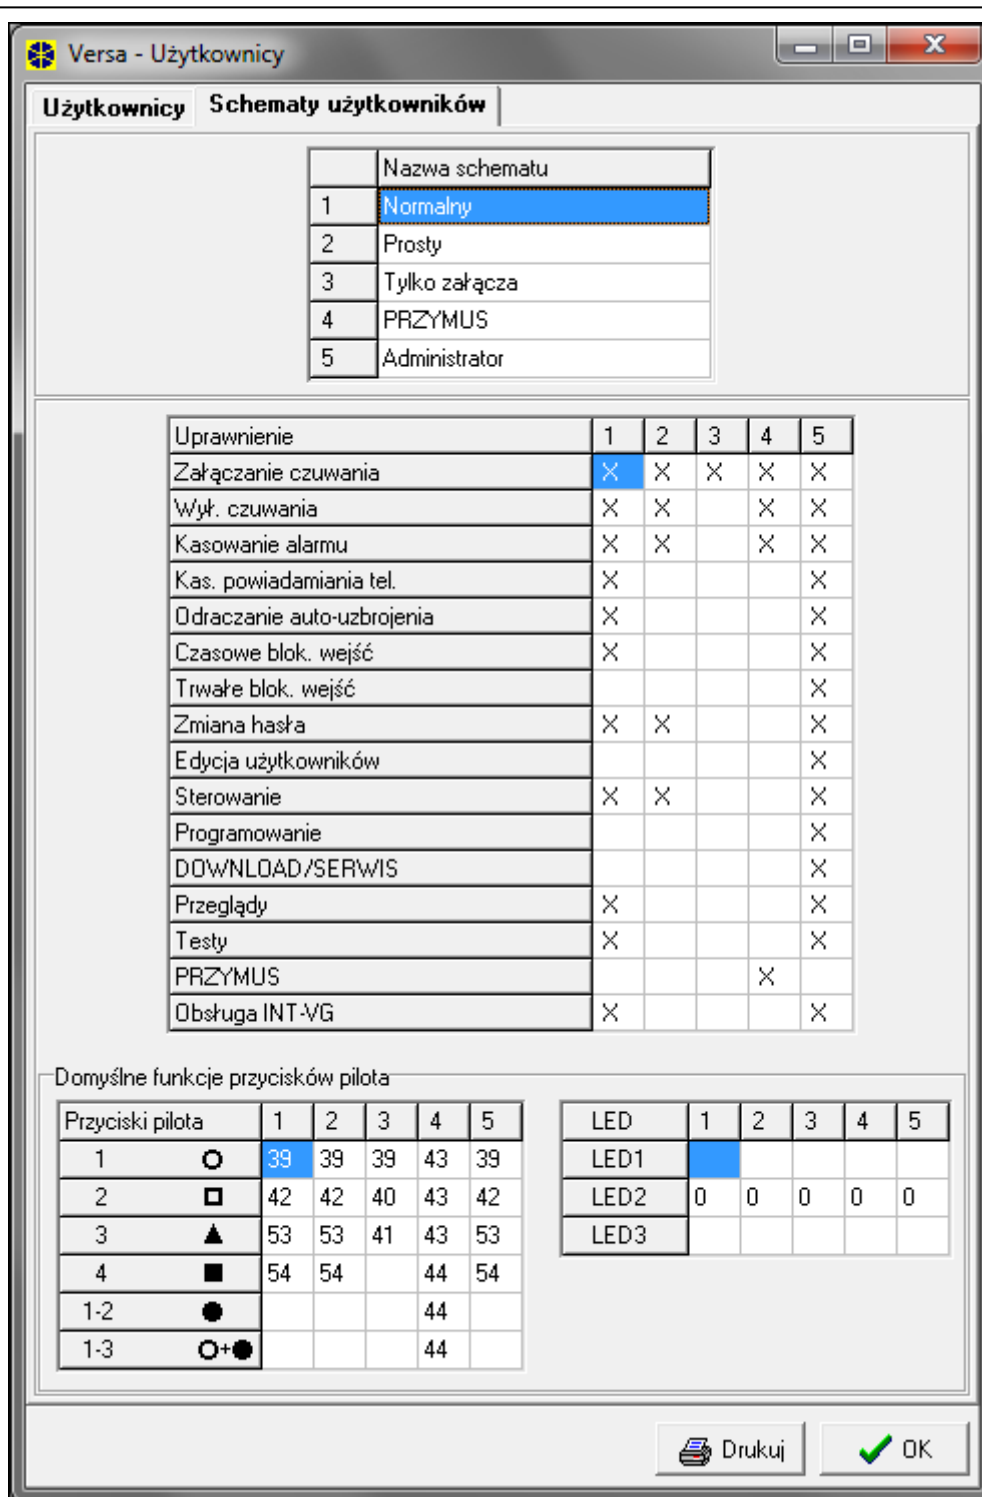 Versa - Użytkownicy
Użytkownicy Schematy użytkowników
Nazwa schematu
1 Normalny
2 Prosty
3 Tylko załącza
4 PRZYMUS
5 Administrator
Uprawnienie 1 2 3 4 5
Załączanie czuwania X X X X X
Wył. czuwania X X X X
Kasowanie alarmu X X X X
Kas. powiadamiania tel. X X
Odraczanie auto-uzbrojenia X X
Czasowe blok. wejść X X
Trwałe blok. wejść X
Zmiana hasła X X X
Edycja użytkowników X
Sterowanie X X X
Programowanie X
DOWNLOAD/SERWIS X
Przeglądy X X
Testy X X
PRZYMUS X
Obsługa INT-VG X X
Domyślne funkcje przycisków pilota
Przyciski pilota 1 2 3 4 5
1 39 39 39 43 39
2 42 42 40 43 42
3 53 53 41 43 53
4 54 54 44 54
1-2 44
1-3 + 44
LED 1 2 3 4 5
LED1
LED2 0 0 0 0 0
LED3
Drukuj OK